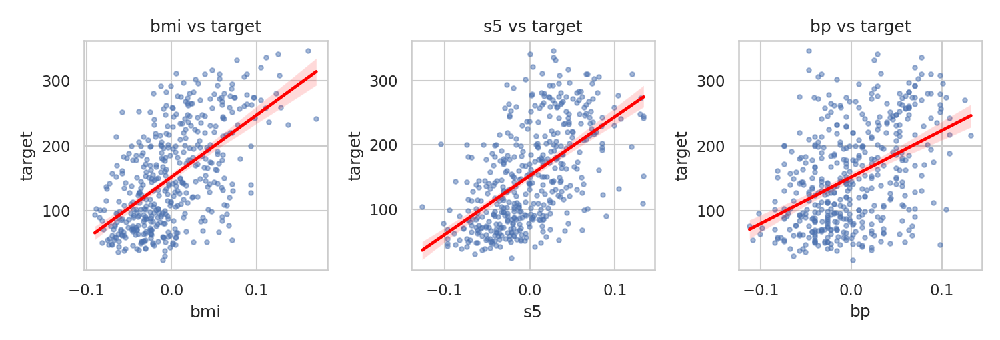 bmi vs target
s5 vs target
bp vs target
target
300
200
100
−0.1 0.0 0.1
bmi
target
300
200
100
−0.1 0.0 0.1
s5
target
300
200
100
−0.1 0.0 0.1
bp